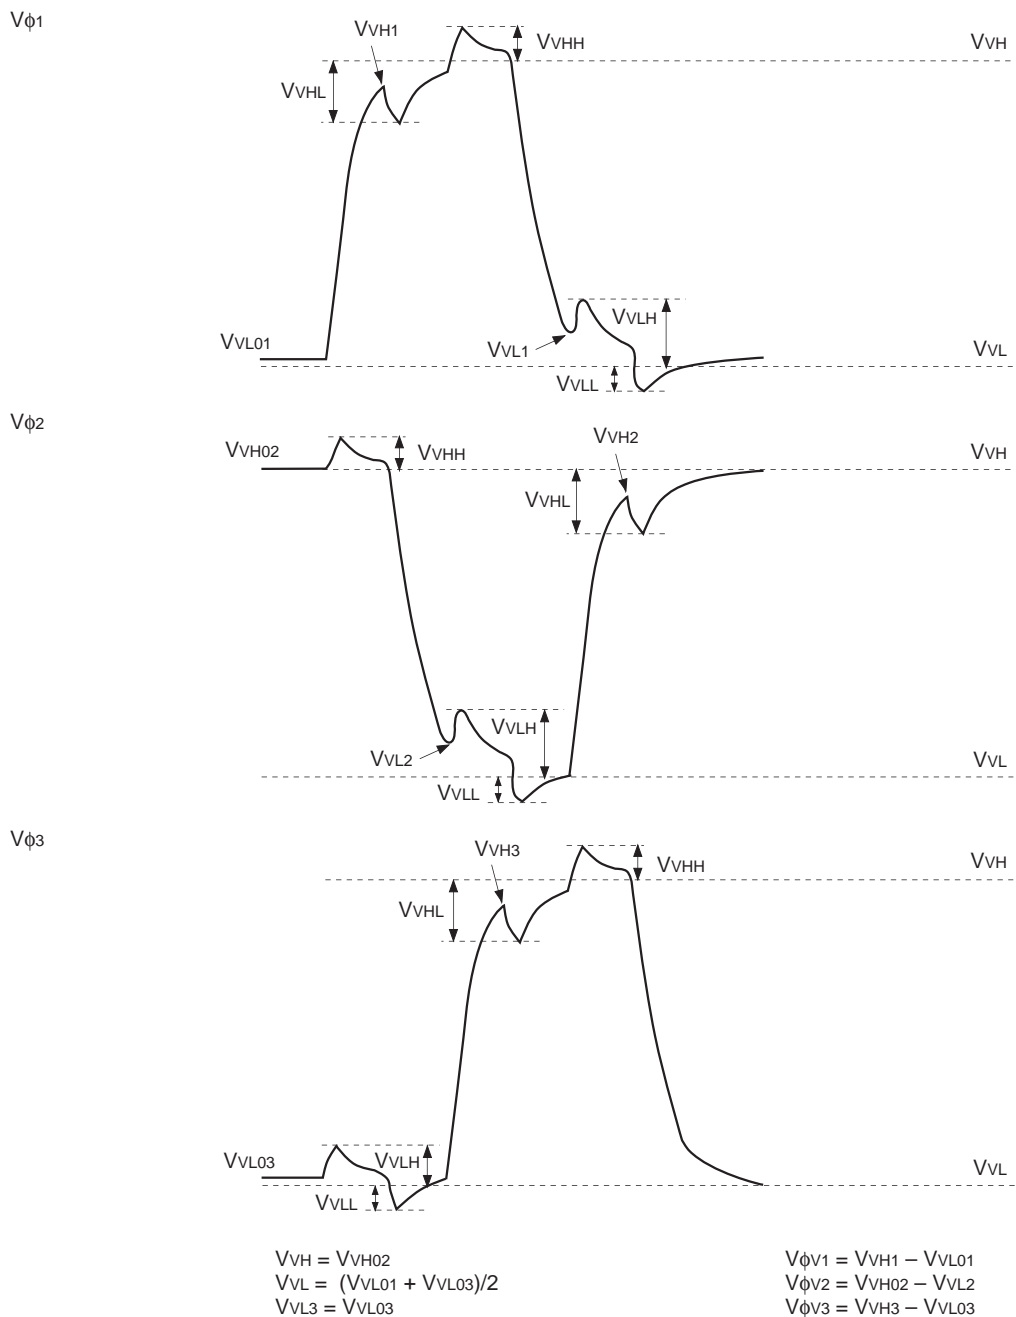 Vϕ1
VVH1
VVHH
VVH
VVHL
VVL01
VVL1
VVLH
VVL
VVLL
Vϕ2
VVH02
VVHH
VVH2
VVH
VVHL
VVL2
VVLH
VVL
VVLL
Vϕ3
VVH3
VVHH
VVH
VVHL
VVL03
VVLH
VVL
VVLL
VVH = VVH02
VVL = (VVL01 + VVL03)/2
VVL3 = VVL03
VϕV1 = VVH1 – VVL01
VϕV2 = VVH02 – VVL2
VϕV3 = VVH3 – VVL03